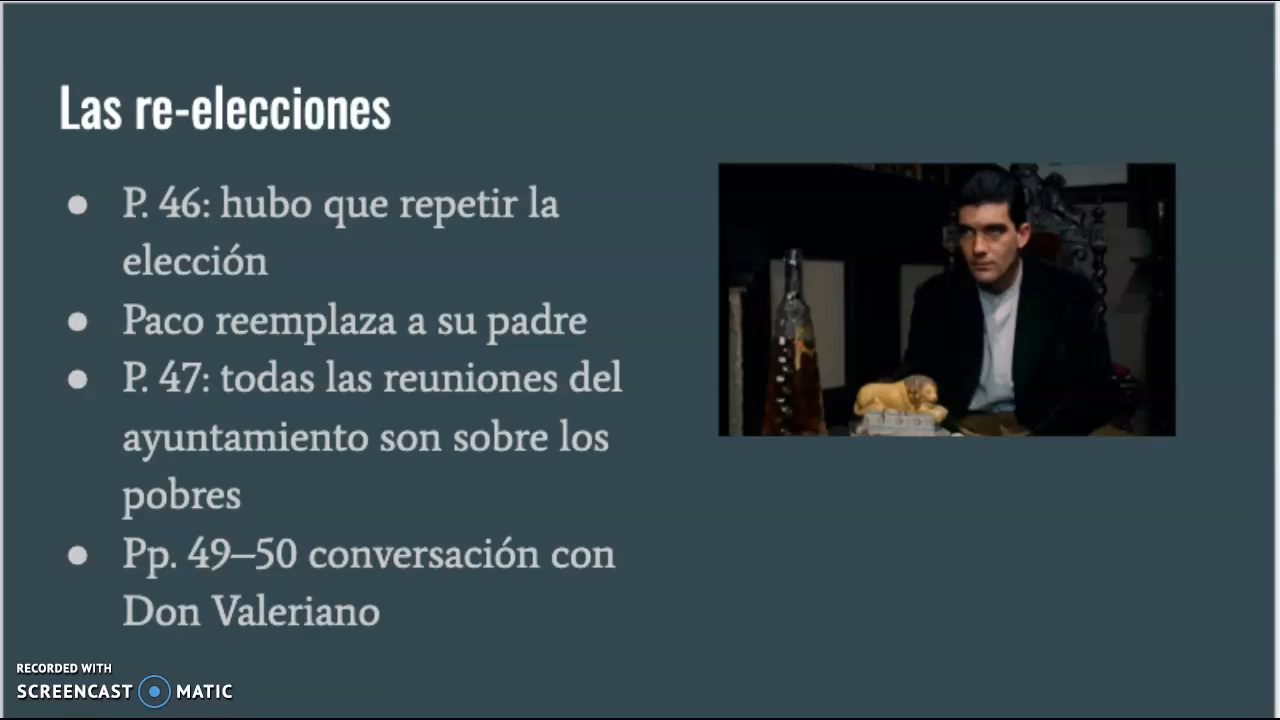 Las re-elecciones
● P. 46: hubo que repetir la
elección
● Paco reemplaza a su padre
● P. 47: todas las reuniones del
ayuntamiento son sobre los
pobres
● Pp. 49–50 conversación con
Don Valeriano
RECORDED WITH
SCREENCAST MATIC